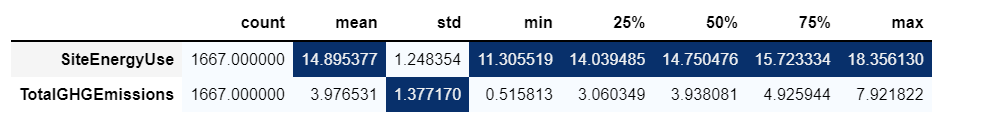 count mean std min 25% 50% 75% max
SiteEnergyUse 1667.000000 14.895377 1.248354 11.305519 14.039485 14.750476 15.723334 18.356130
TotalGHGEmissions 1667.000000 3.976531 1.377170 0.515813 3.060349 3.938081 4.925944 7.921822